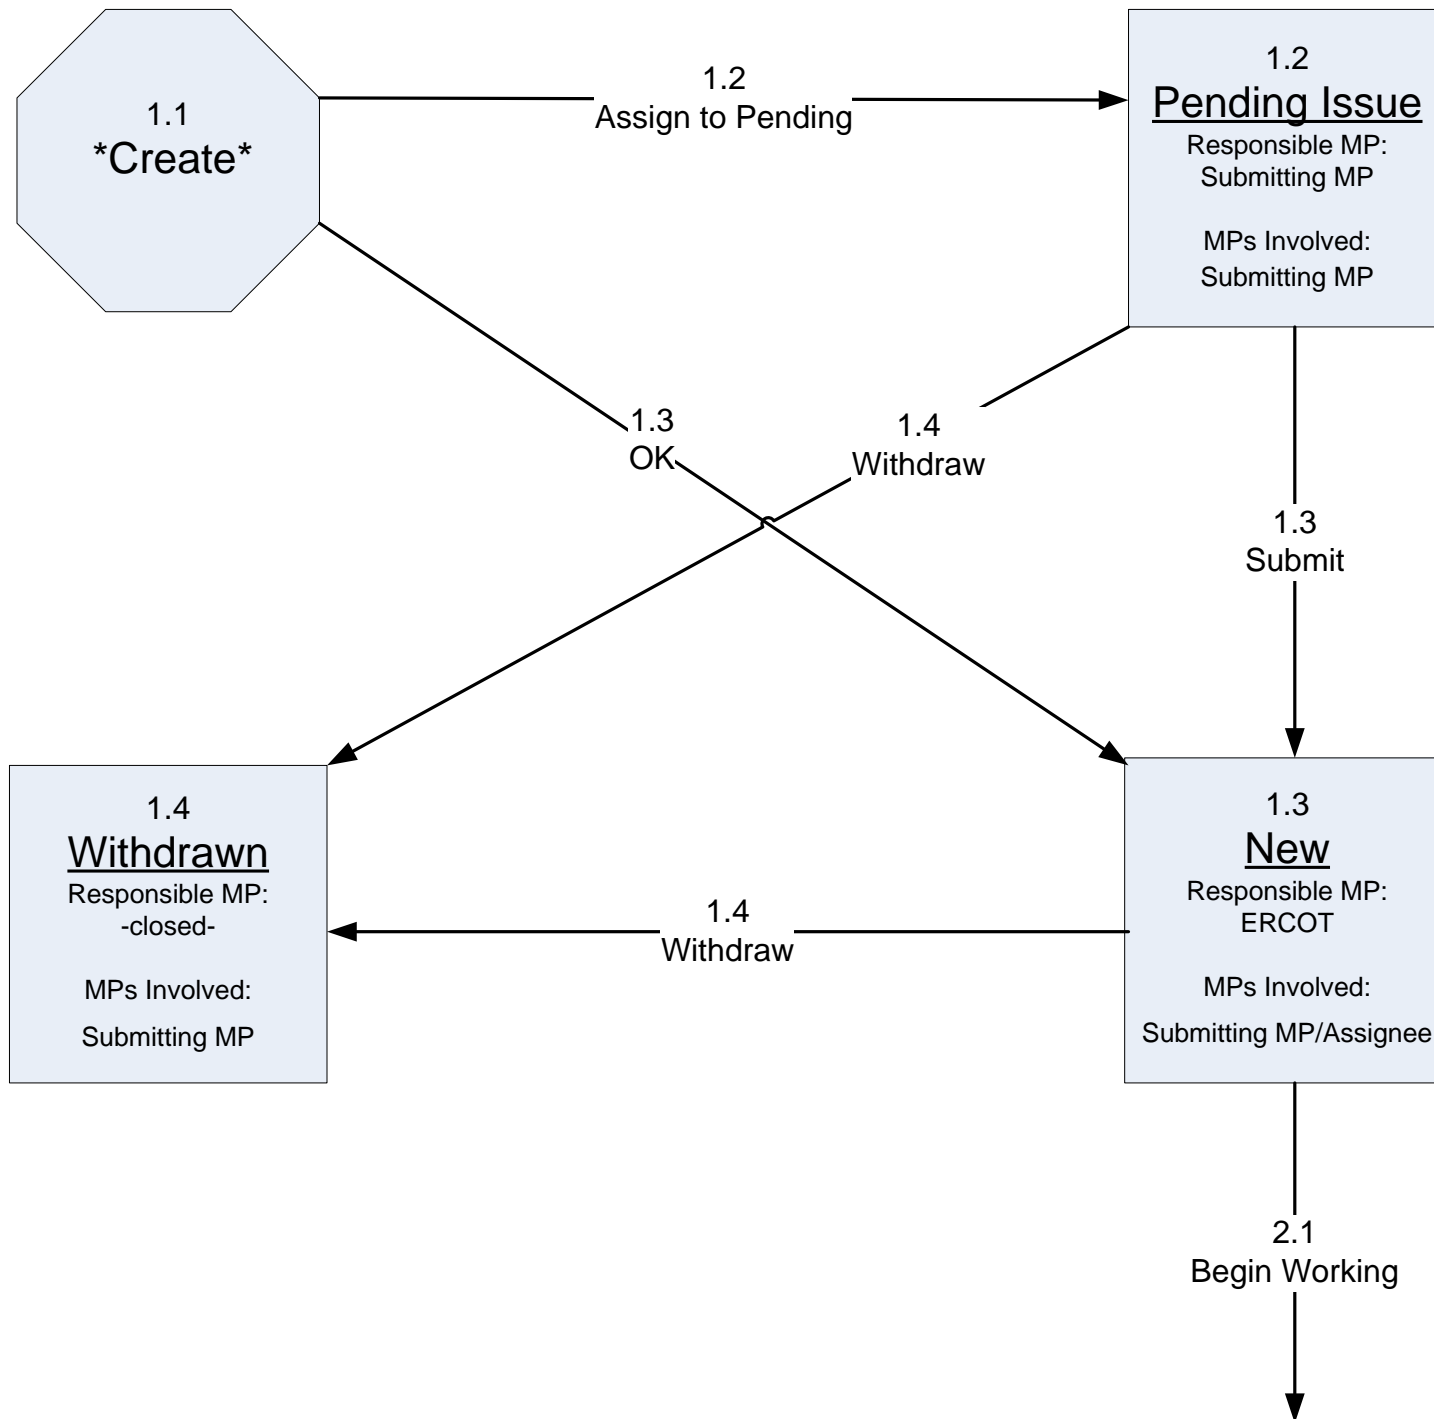 1.1
*Create*
1.2
Assign to Pending
1.2
Pending Issue
Responsible MP:
Submitting MP
MPs Involved:
Submitting MP
1.3
OK
1.4
Withdraw
1.3
Submit
1.4
Withdrawn
Responsible MP:
-closed-
MPs Involved:
Submitting MP
1.4
Withdraw
1.3
New
Responsible MP:
ERCOT
MPs Involved:
Submitting MP/Assignee
2.1
Begin Working